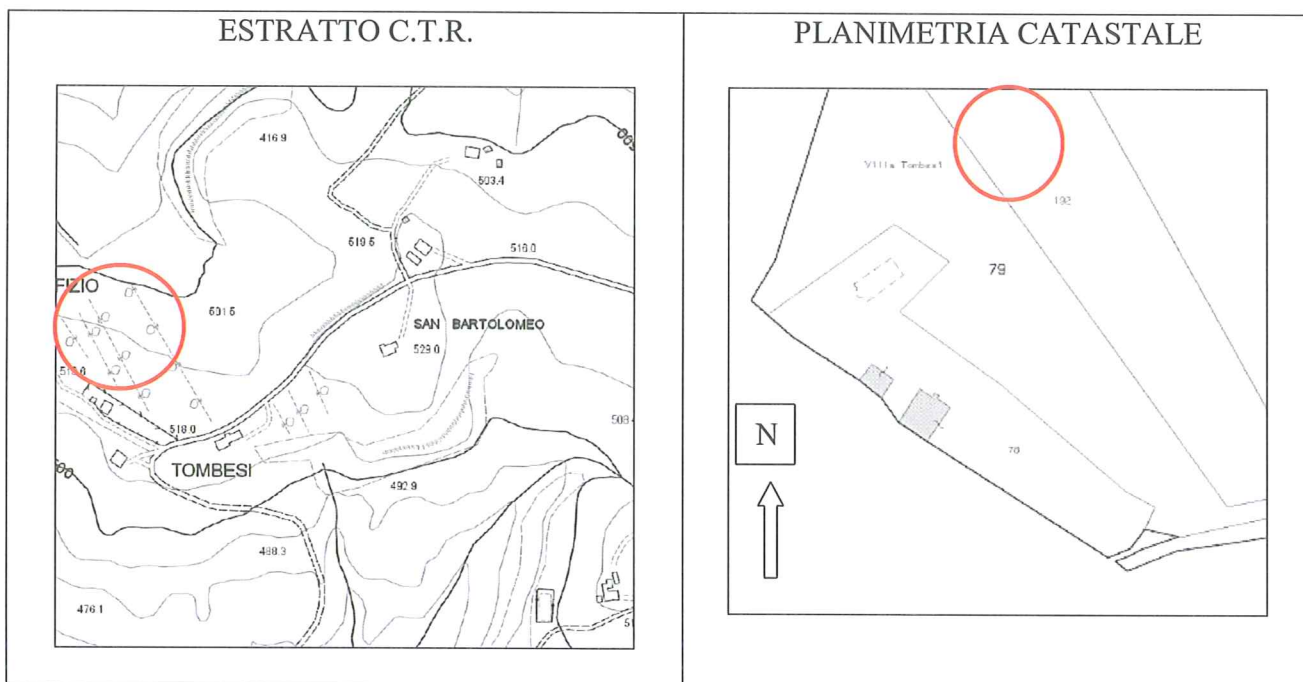 ESTRATTO C.T.R.
416.9
503.4
519.5
516.0
FIZIO
501.5
SAN BARTOLOMEO
529.0
518.0
TOMBESI
492.9
488.3
476.1
PLANIMETRIA CATASTALE
Villa Tombesi
192
79
N